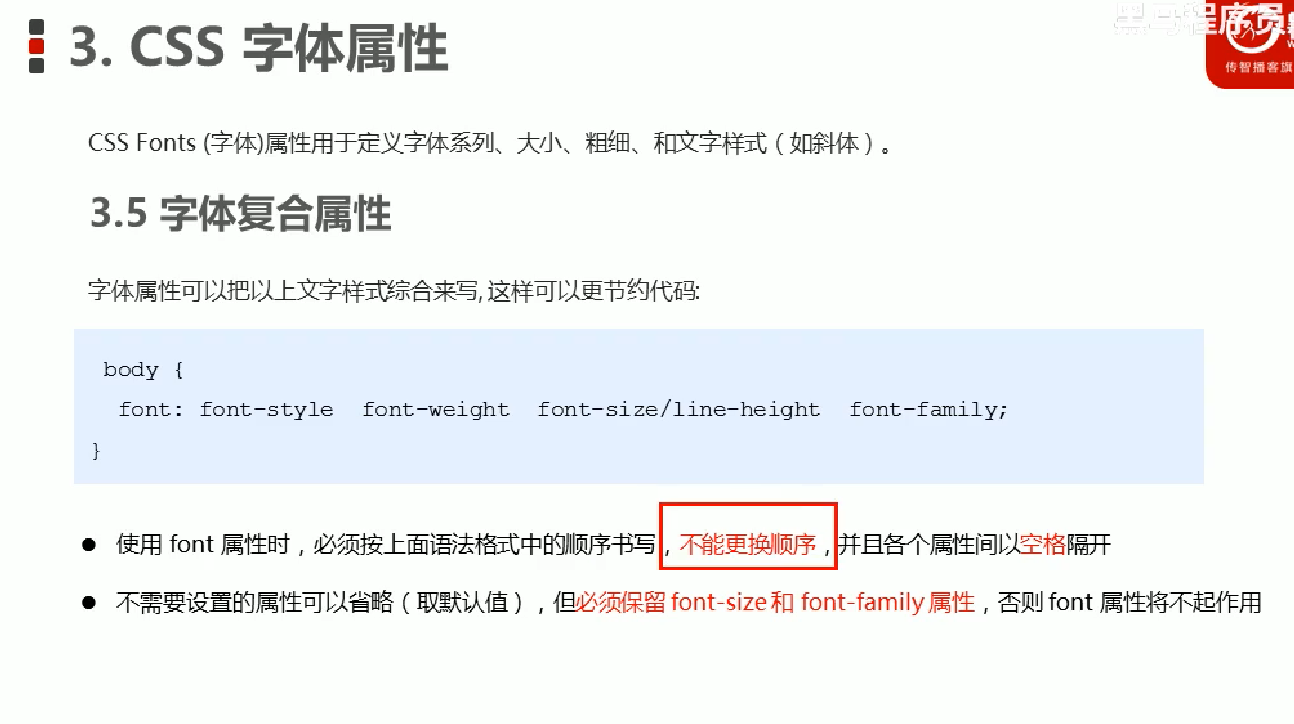 黑马程序员
传智播客旗
3. CSS 字体属性
CSS Fonts (字体)属性用于定义字体系列、大小、粗细、和文字样式（如斜体）。
3.5 字体复合属性
字体属性可以把以上文字样式综合来写, 这样可以更节约代码:
body {
font: font-style font-weight font-size/line-height font-family;
}
● 使用 font 属性时，必须按上面语法格式中的顺序书写，不能更换顺序，并且各个属性间以空格隔开
● 不需要设置的属性可以省略（取默认值），但必须保留 font-size 和 font-family 属性，否则 font 属性将不起作用